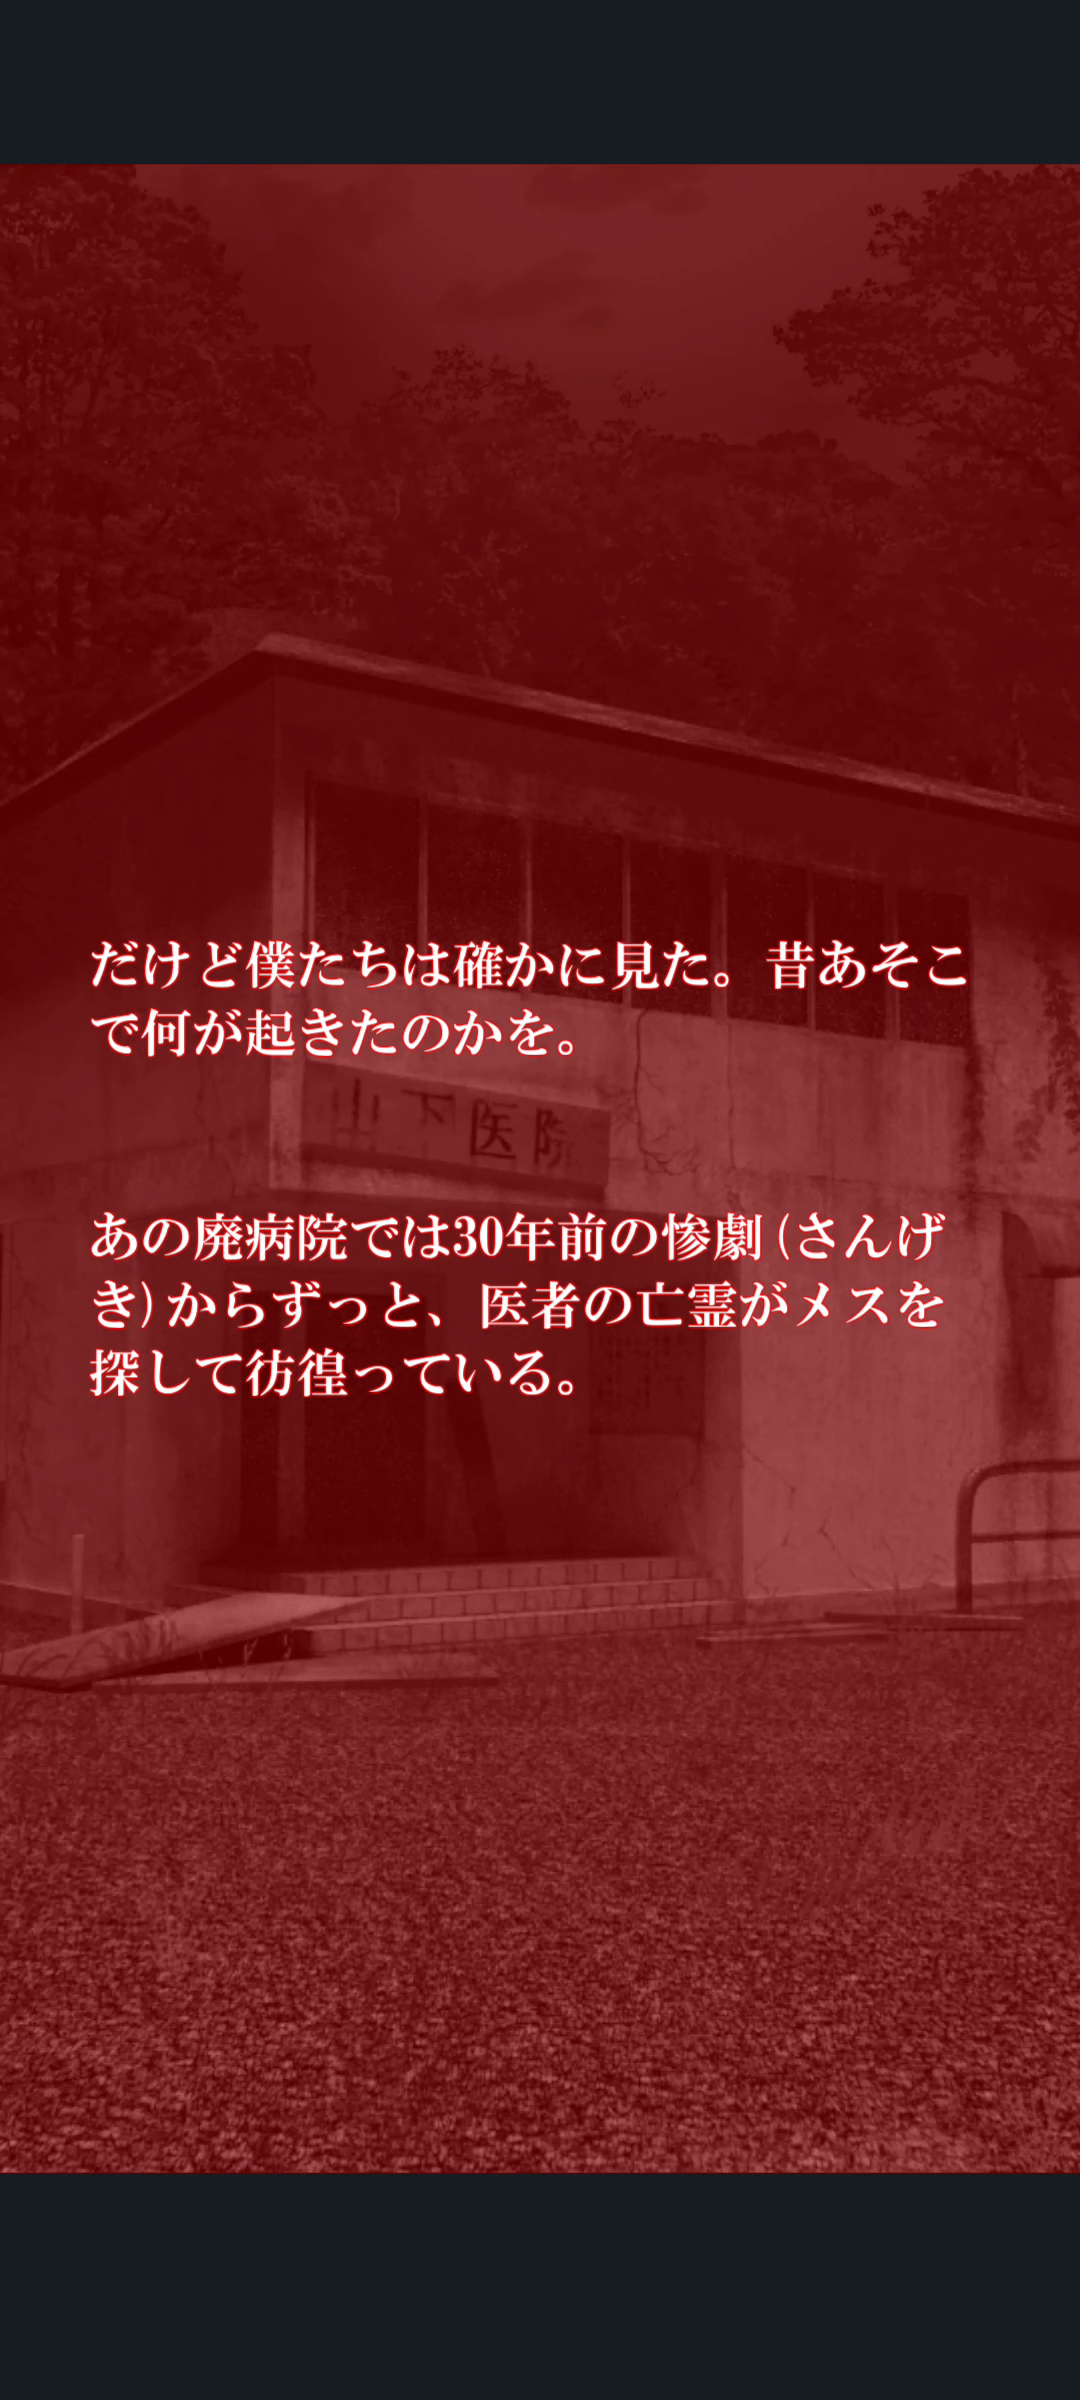 だけど僕たちは確かに見た。昔あそこ
で何が起きたのかを。
山下医院
あの廃病院では30年前の惨劇(さんげ
き)からずっと、医者の亡霊がメスを
探して彷徨っている。